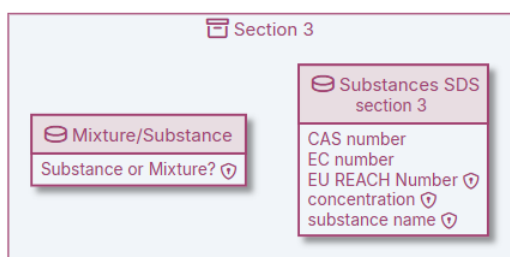 Section 3
Mixture/Substance
Substance or Mixture?
Substances SDS
section 3
CAS number
EC number
EU REACH Number
concentration
substance name